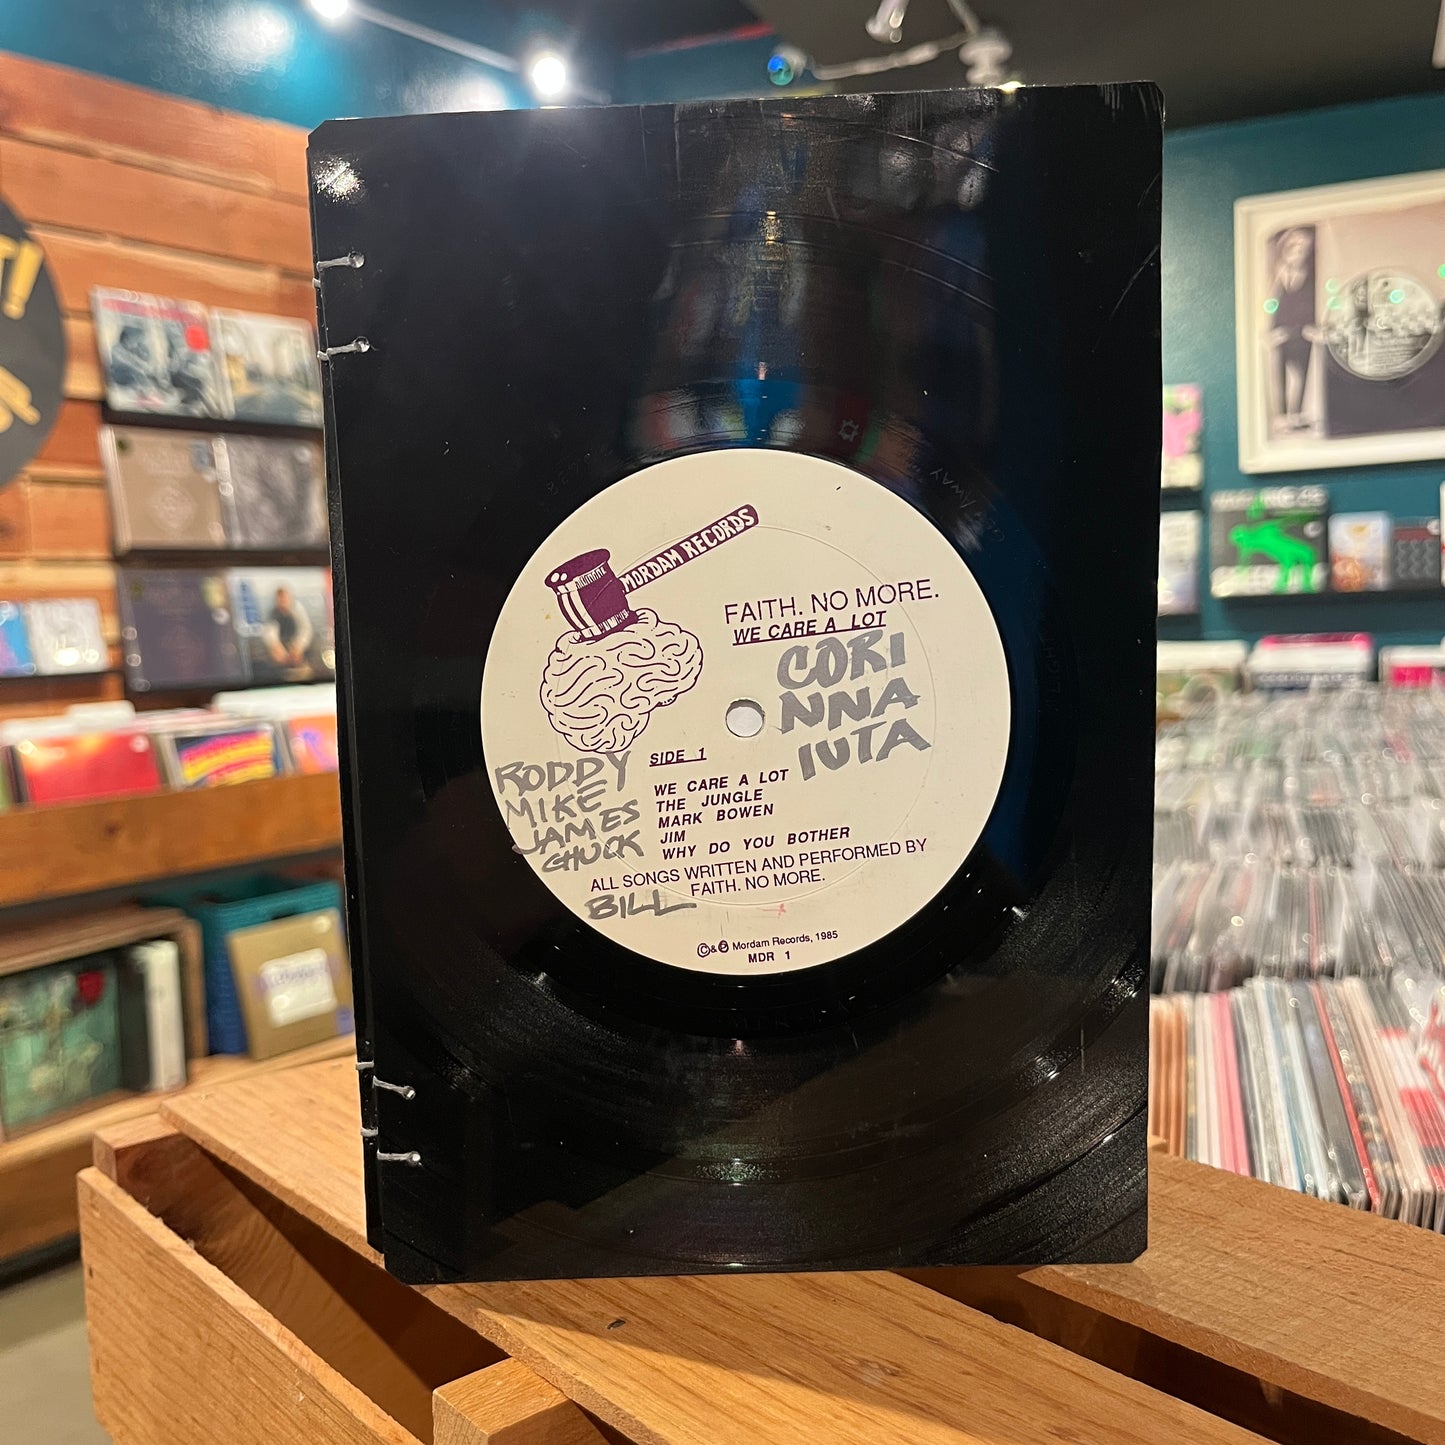 MORDAM RECORDS
FAITH. NO MORE.
WE CARE A LOT
CORI
NNA
IUTA
RODDY
MIKE
JAMES
CHUCK
BILL
SIDE 1
WE CARE A LOT
THE JUNGLE
MARK BOWEN
JIM
WHY DO YOU BOTHER
ALL SONGS WRITTEN AND PERFORMED BY
FAITH. NO MORE.
©&℗ Mordam Records, 1985
MDR 1